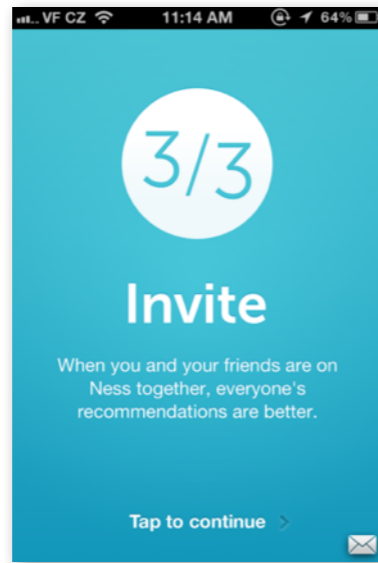 VF CZ 11:14 AM 64%
3/3
Invite
When you and your friends are on
Ness together, everyone's
recommendations are better.
Tap to continue